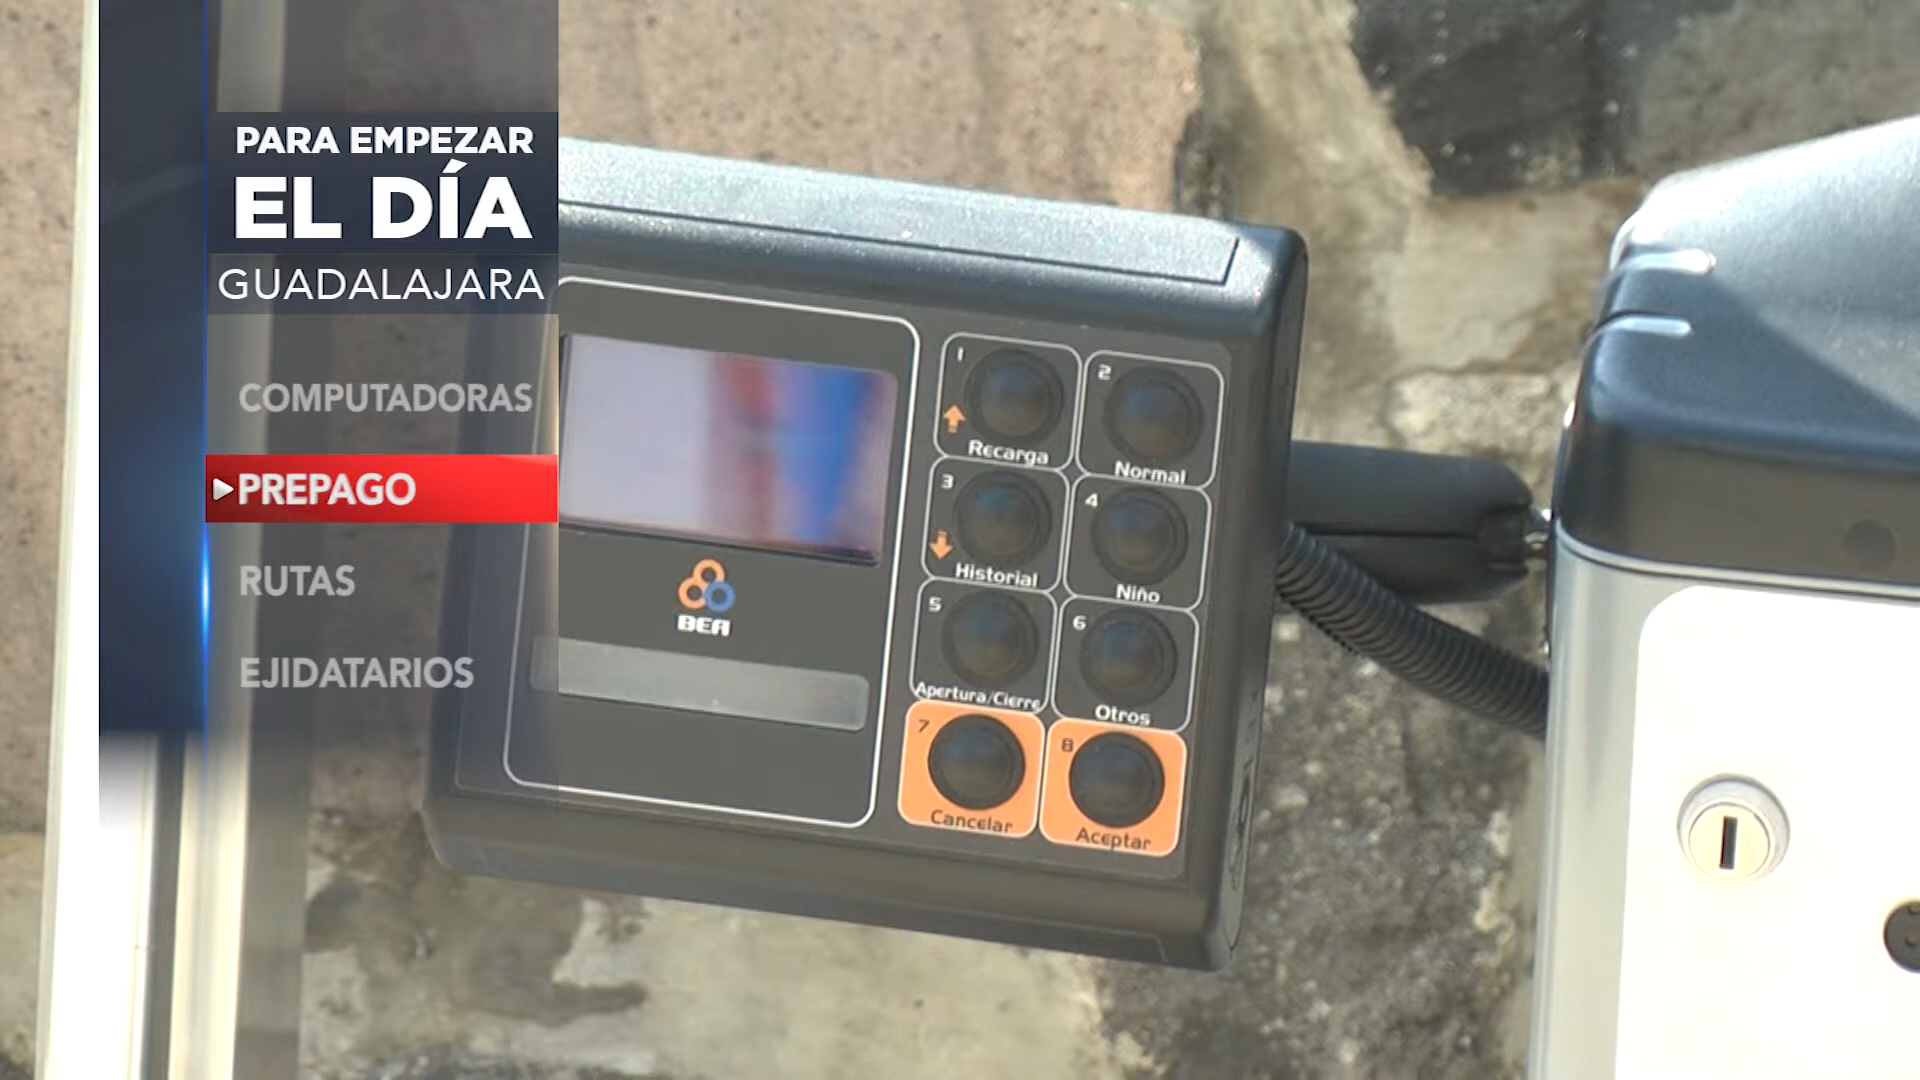 PARA EMPEZAR
EL DÍA
GUADALAJARA
COMPUTADORAS
PREPAGO
RUTAS
EJIDATARIOS
BEA
1
Recarga
2
Normal
3
Historial
4
Niño
5
Apertura/Cierre
6
Otros
7
Cancelar
8
Aceptar